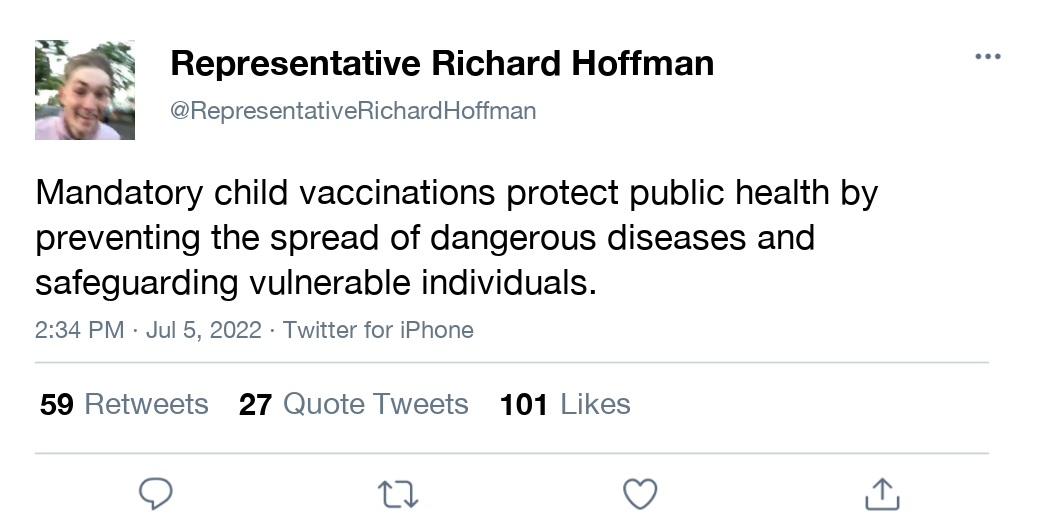 Representative Richard Hoffman
@RepresentativeRichardHoffman
Mandatory child vaccinations protect public health by
preventing the spread of dangerous diseases and
safeguarding vulnerable individuals.
2:34 PM · Jul 5, 2022 · Twitter for iPhone
59 Retweets 27 Quote Tweets 101 Likes